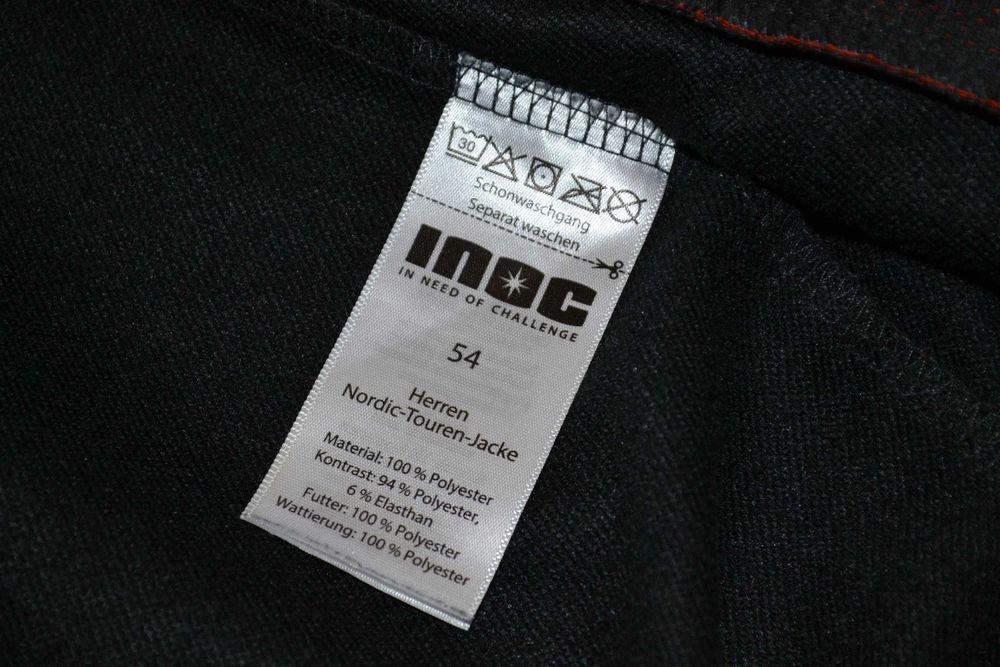 30
Schonwaschgang
Separat waschen
INOC
IN NEED OF CHALLENGE
54
Herren
Nordic-Touren-Jacke
Material: 100 % Polyester
Kontrast: 94 % Polyester,
6 % Elasthan
Futter: 100 % Polyester
Wattierung: 100 % Polyester